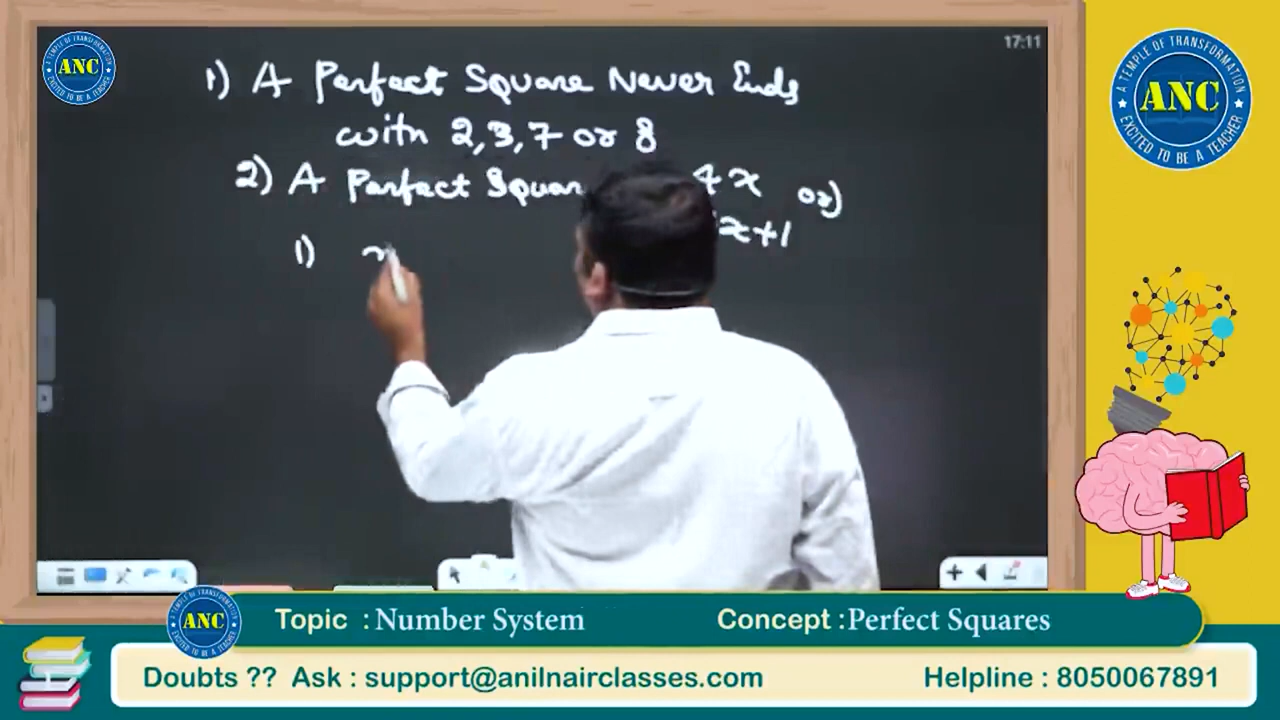 17:11
ANC
1) A Perfect Square Never Ends
with 2,3,7 or 8
2) A Perfect Squar 4x or)
x+1
1)
A TEMPLE OF TRANSFORMATION
ANC
EXCITED TO BE A TEACHER
ANC
Topic : Number System Concept : Perfect Squares
Doubts ?? Ask : support@anilnairclasses.com Helpline : 8050067891